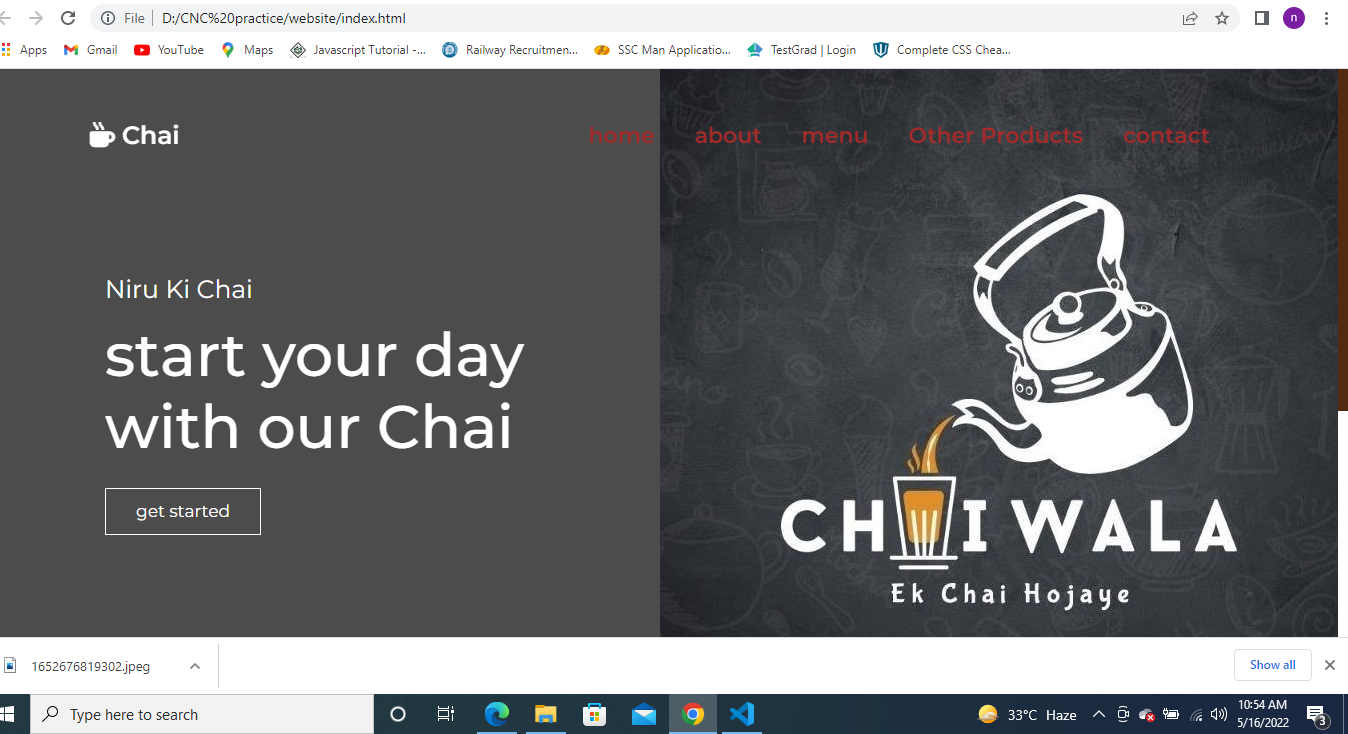 File | D:/CNC%20practice/website/index.html
n
Apps Gmail YouTube Maps Javascript Tutorial -... Railway Recruitmen... SSC Man Applicatio... TestGrad | Login Complete CSS Chea...
Chai home about menu Other Products contact
Niru Ki Chai
start your day
with our Chai
get started
CH I WALA
Ek Chai Hojaye
1652676819302.jpeg Show all
Type here to search 33°C Haze 10:54 AM
5/16/2022 3